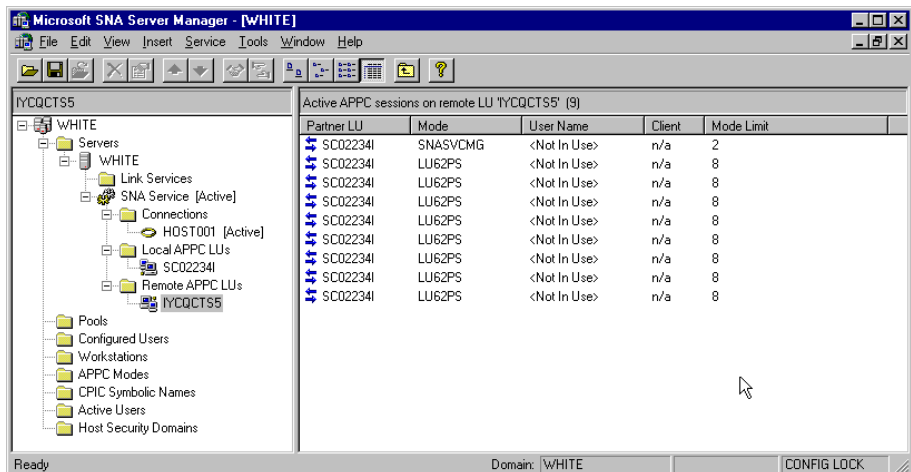 Microsoft SNA Server Manager - [WHITE]
File Edit View Insert Service Tools Window Help
IYCQCTS5
WHITE
Servers
WHITE
Link Services
SNA Service [Active]
Connections
HOST001 [Active]
Local APPC LUs
SC02234I
Remote APPC LUs
IYCQCTS5
Pools
Configured Users
Workstations
APPC Modes
CPIC Symbolic Names
Active Users
Host Security Domains
Active APPC sessions on remote LU 'IYCQCTS5' (9)
Partner LU Mode User Name Client Mode Limit
SC02234I SNASVCMG <Not In Use> n/a 2
SC02234I LU62PS <Not In Use> n/a 8
SC02234I LU62PS <Not In Use> n/a 8
SC02234I LU62PS <Not In Use> n/a 8
SC02234I LU62PS <Not In Use> n/a 8
SC02234I LU62PS <Not In Use> n/a 8
SC02234I LU62PS <Not In Use> n/a 8
SC02234I LU62PS <Not In Use> n/a 8
SC02234I LU62PS <Not In Use> n/a 8
Ready Domain: WHITE CONFIG LOCK